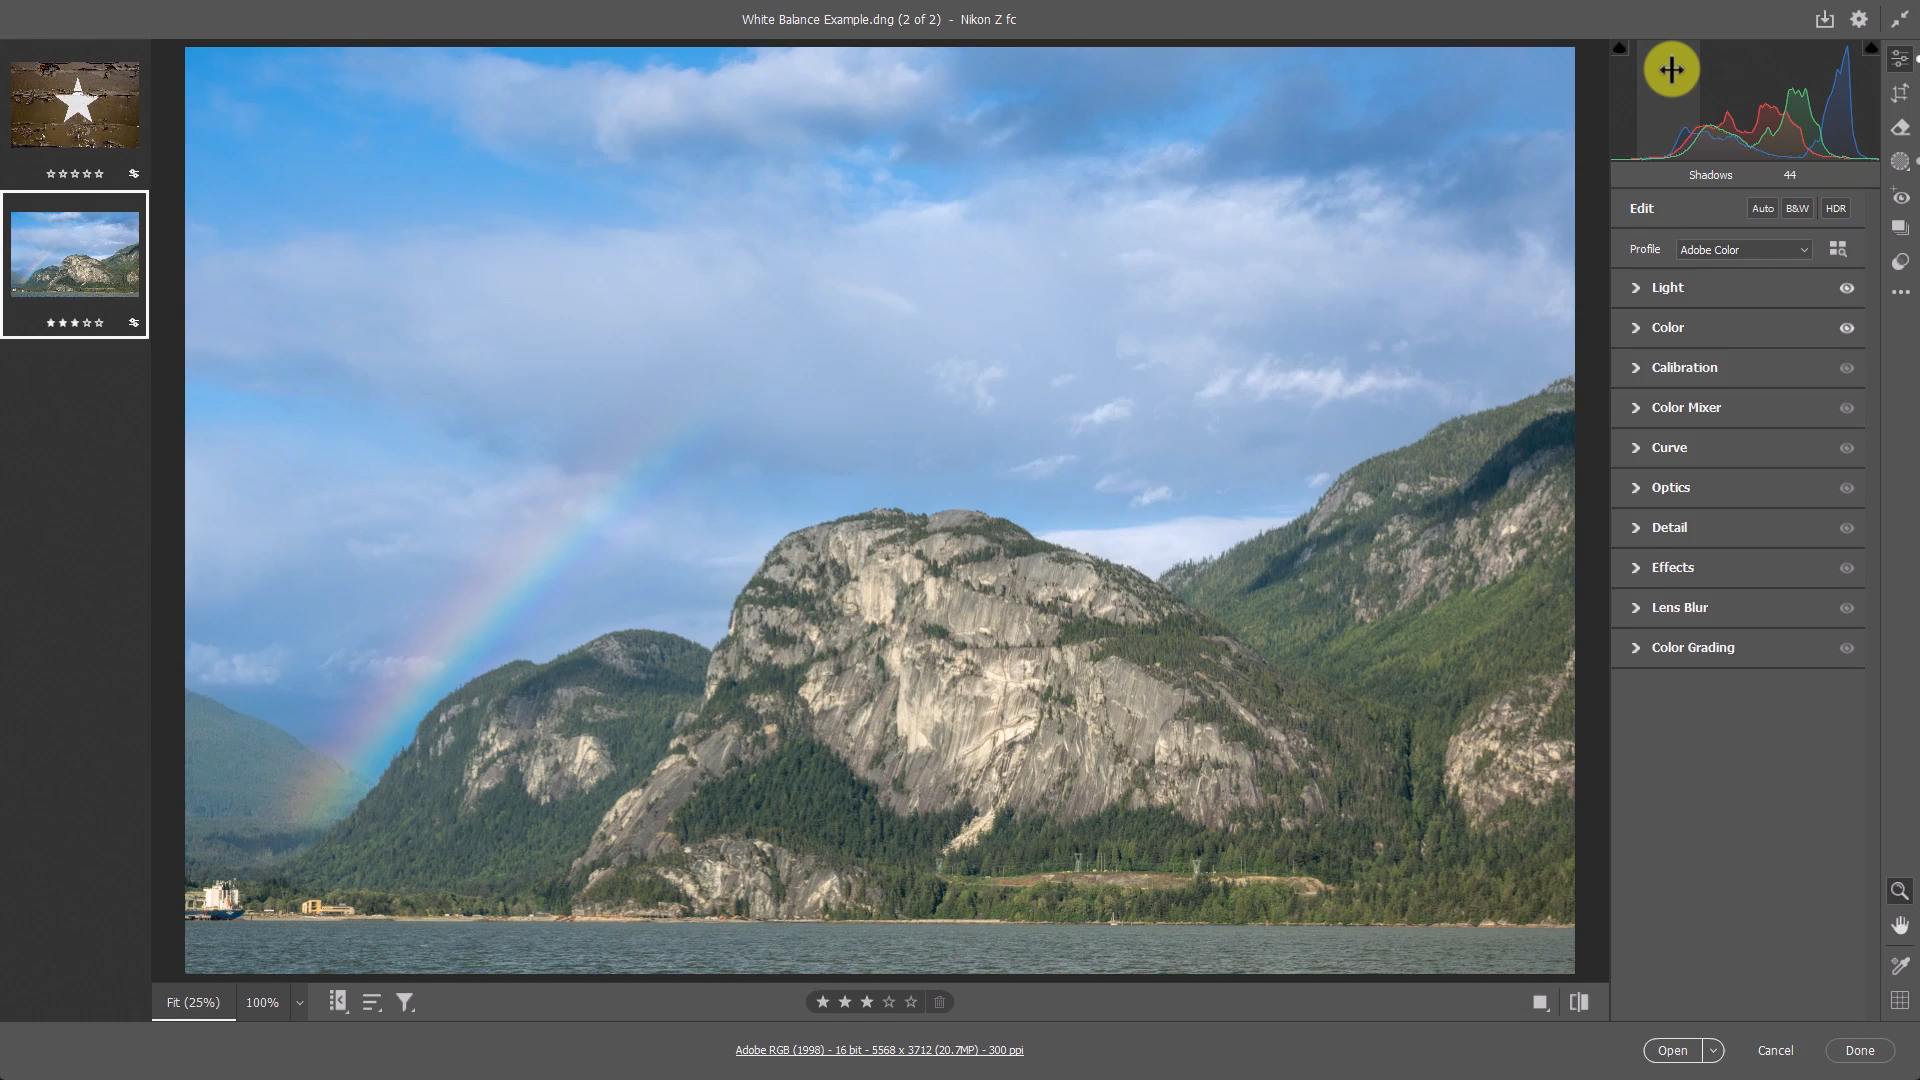 White Balance Example.dng (2 of 2) - Nikon Z fc
Shadows 44
Edit Auto B&W HDR
Profile Adobe Color
Light
Color
Calibration
Color Mixer
Curve
Optics
Detail
Effects
Lens Blur
Color Grading
Fit (25%) 100%
Adobe RGB (1998) - 16 bit - 5568 x 3712 (20.7MP) - 300 ppi
Open Cancel Done